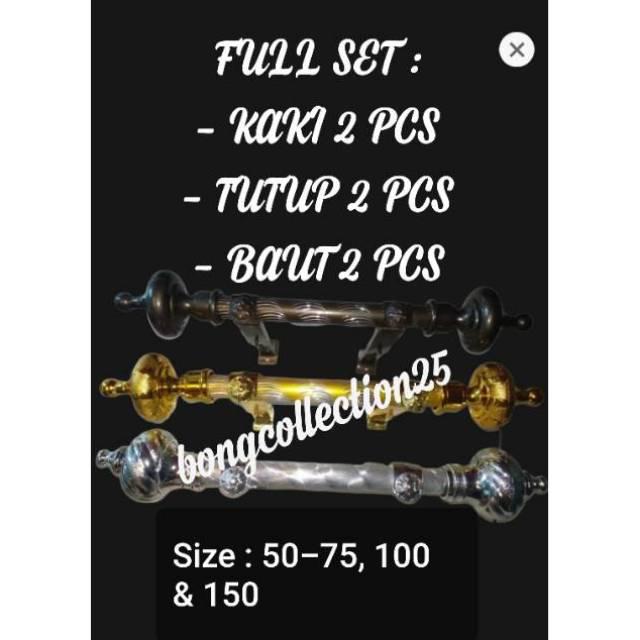 FULL SET :
- KAKI 2 PCS
- TUTUP 2 PCS
- BAUT 2 PCS
bongcollection25
Size : 50-75, 100
& 150